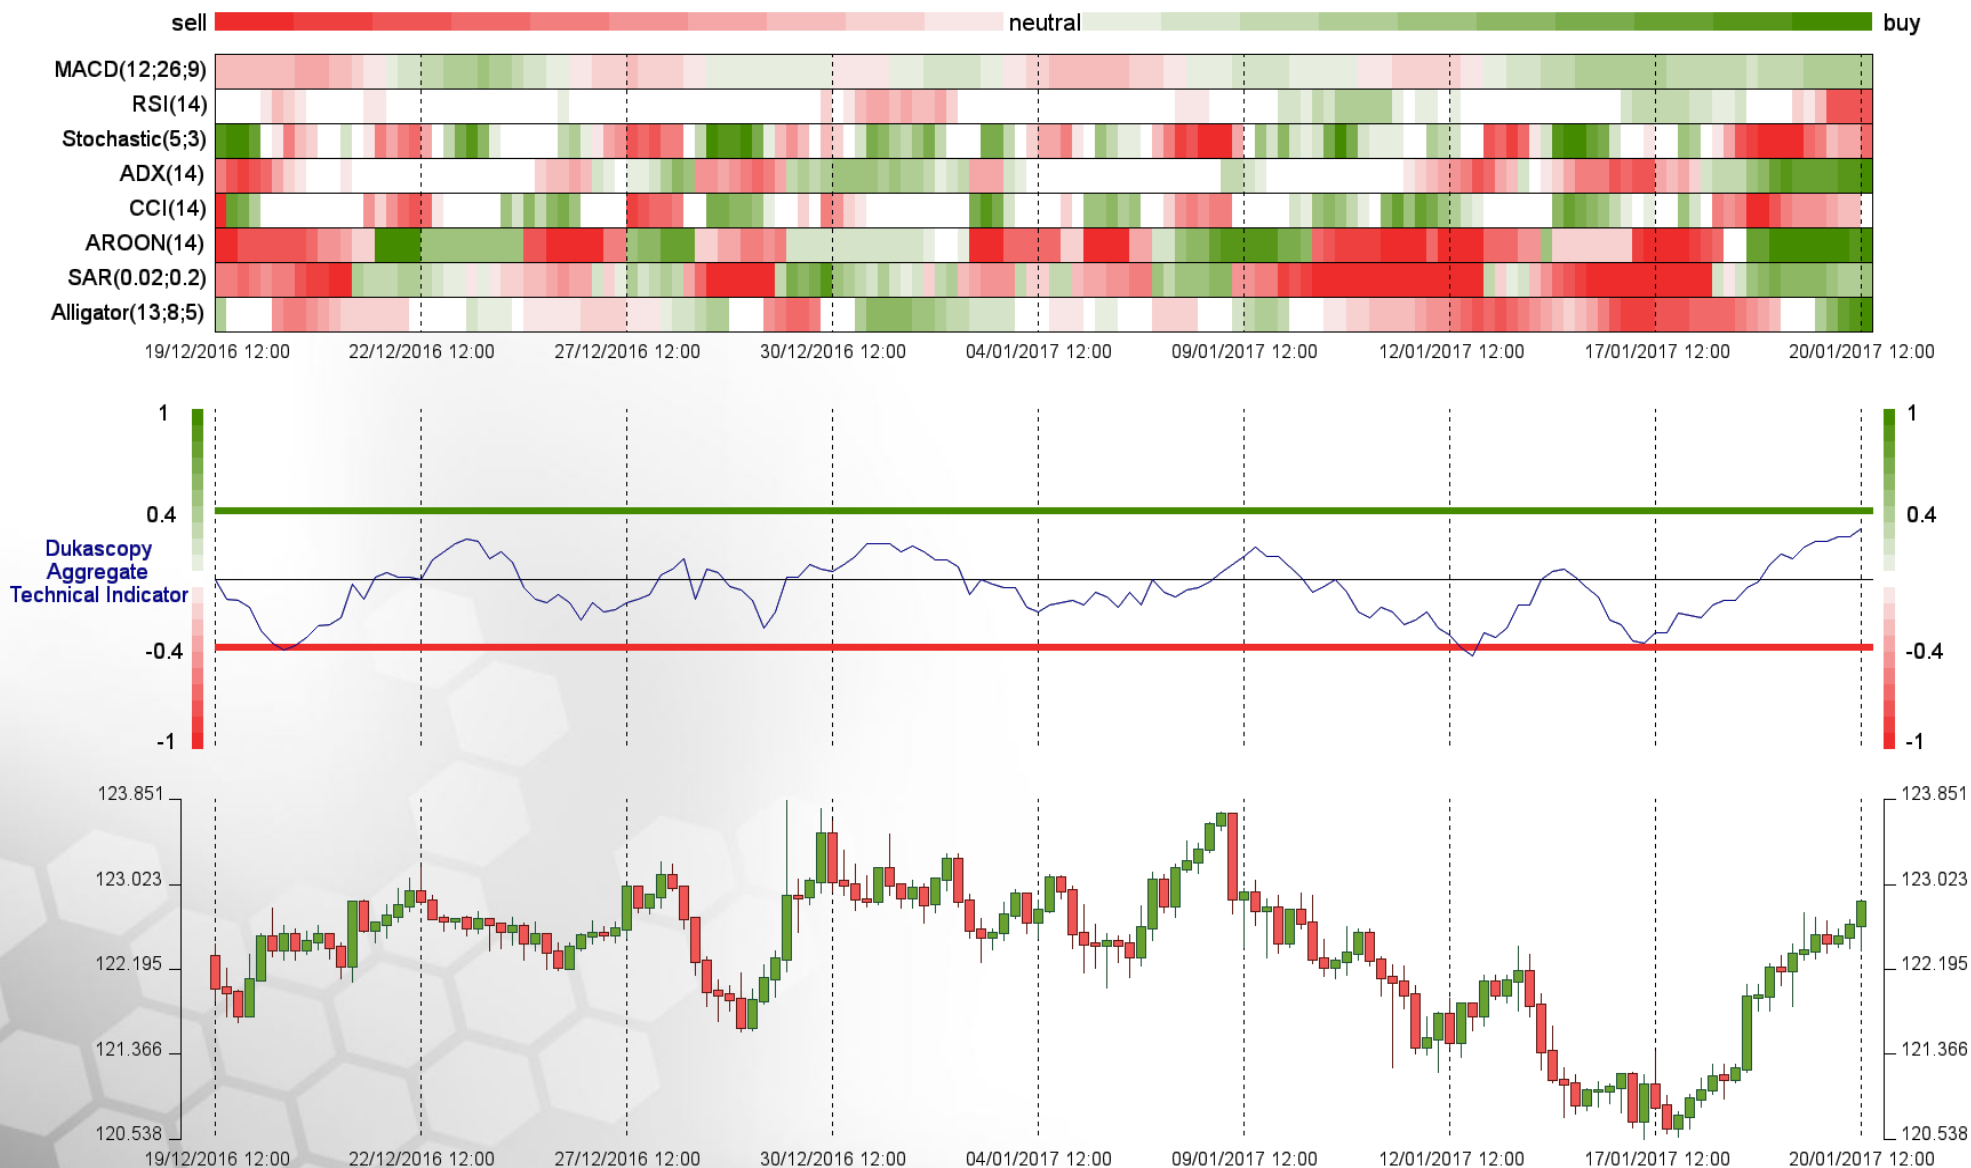 sell neutral buy
MACD(12;26;9)
RSI(14)
Stochastic(5;3)
ADX(14)
CCI(14)
AROON(14)
SAR(0.02;0.2)
Alligator(13;8;5)
19/12/2016 12:00 22/12/2016 12:00 27/12/2016 12:00 30/12/2016 12:00 04/01/2017 12:00 09/01/2017 12:00 12/01/2017 12:00 17/01/2017 12:00 20/01/2017 12:00
1 1
0.4 0.4
Dukascopy
Aggregate
Technical Indicator
-0.4 -0.4
-1 -1
123.851 123.851
123.023 123.023
122.195 122.195
121.366 121.366
120.538 120.538
19/12/2016 12:00 22/12/2016 12:00 27/12/2016 12:00 30/12/2016 12:00 04/01/2017 12:00 09/01/2017 12:00 12/01/2017 12:00 17/01/2017 12:00 20/01/2017 12:00